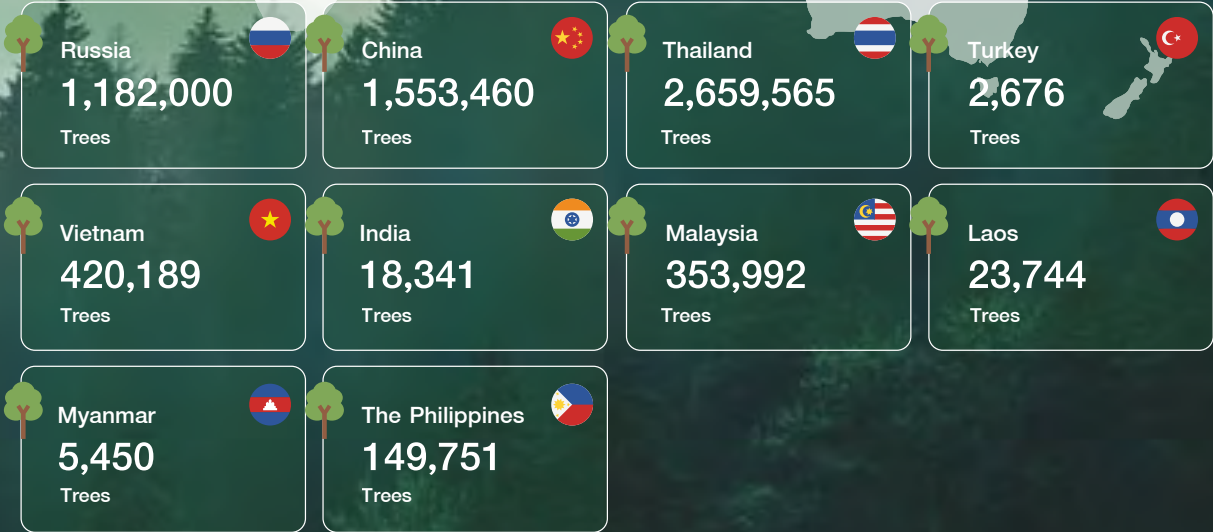 Russia
1,182,000
Trees
China
1,553,460
Trees
Thailand
2,659,565
Trees
Turkey
2,676
Trees
Vietnam
420,189
Trees
India
18,341
Trees
Malaysia
353,992
Trees
Laos
23,744
Trees
Myanmar
5,450
Trees
The Philippines
149,751
Trees